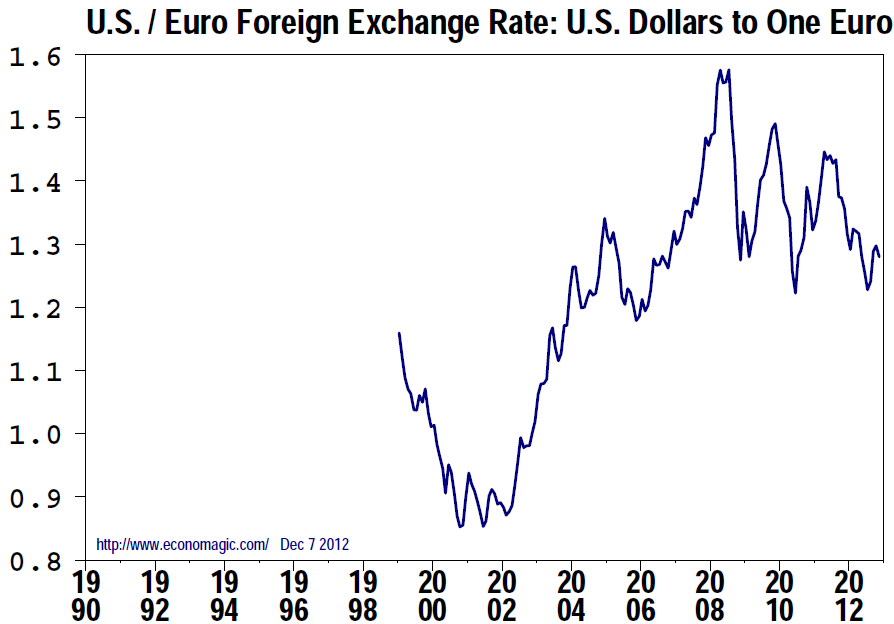 U.S. / Euro Foreign Exchange Rate: U.S. Dollars to One Euro
1.6
1.5
1.4
1.3
1.2
1.1
1.0
0.9
0.8
http://www.economagic.com/ Dec 7 2012
19 19 19 19 19 20 20 20 20 20 20 20
90 92 94 96 98 00 02 04 06 08 10 12